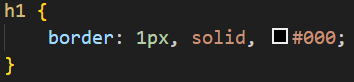 h1 {
    border: 1px, solid, #000;
}